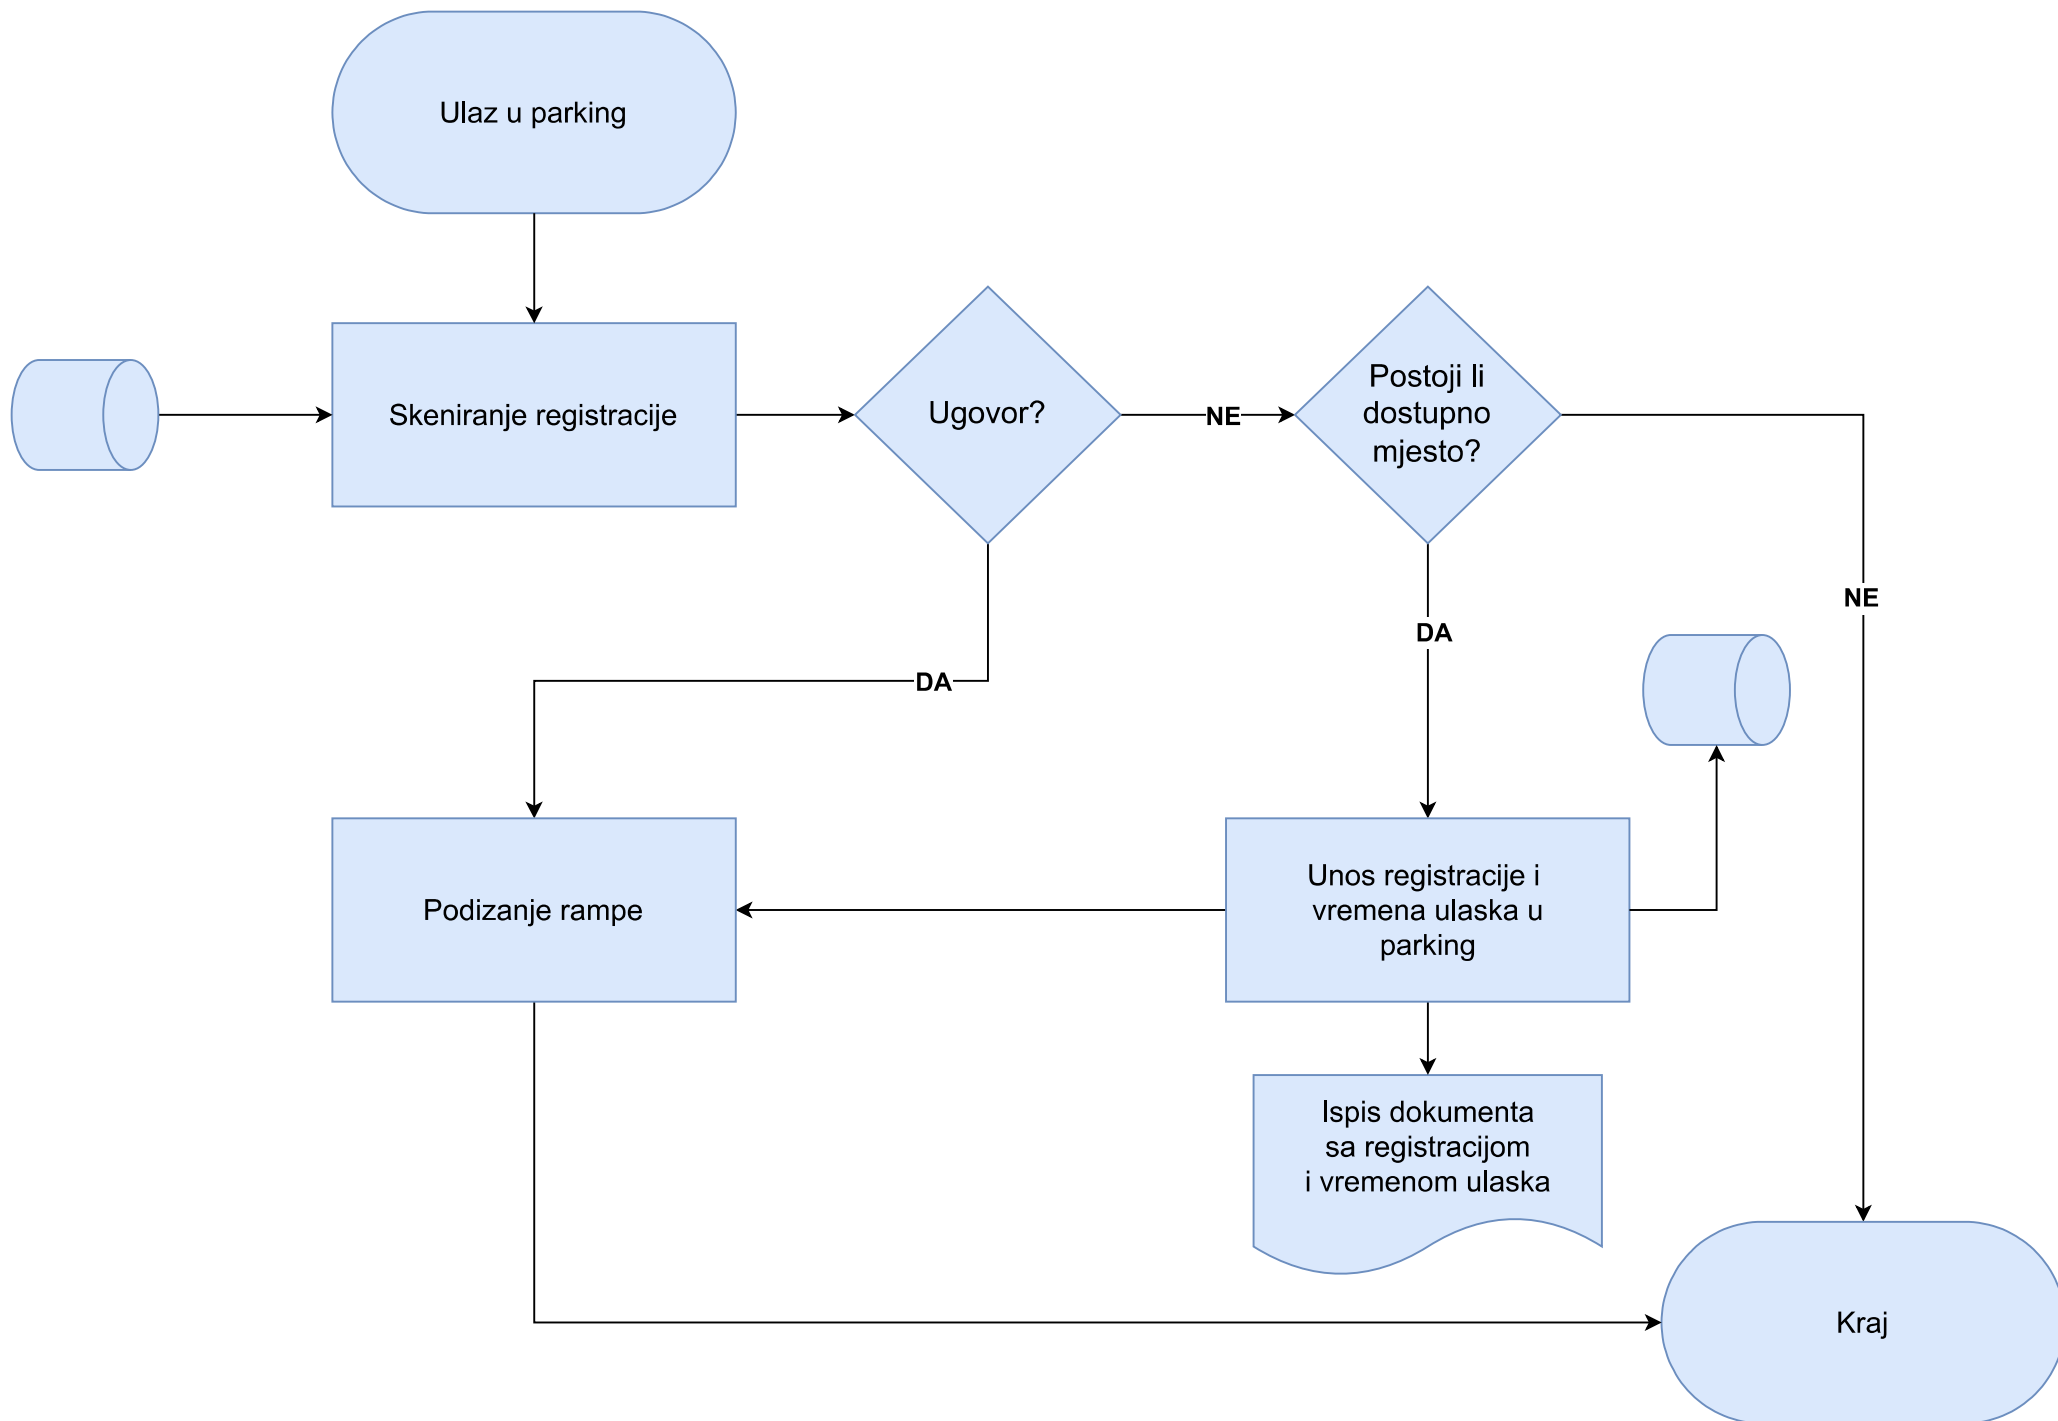 Ulaz u parking
Skeniranje registracije
Ugovor?
NE
Postoji li
dostupno
mjesto?
NE
DA
DA
Podizanje rampe
Unos registracije i
vremena ulaska u
parking
Ispis dokumenta
sa registracijom
i vremenom ulaska
Kraj